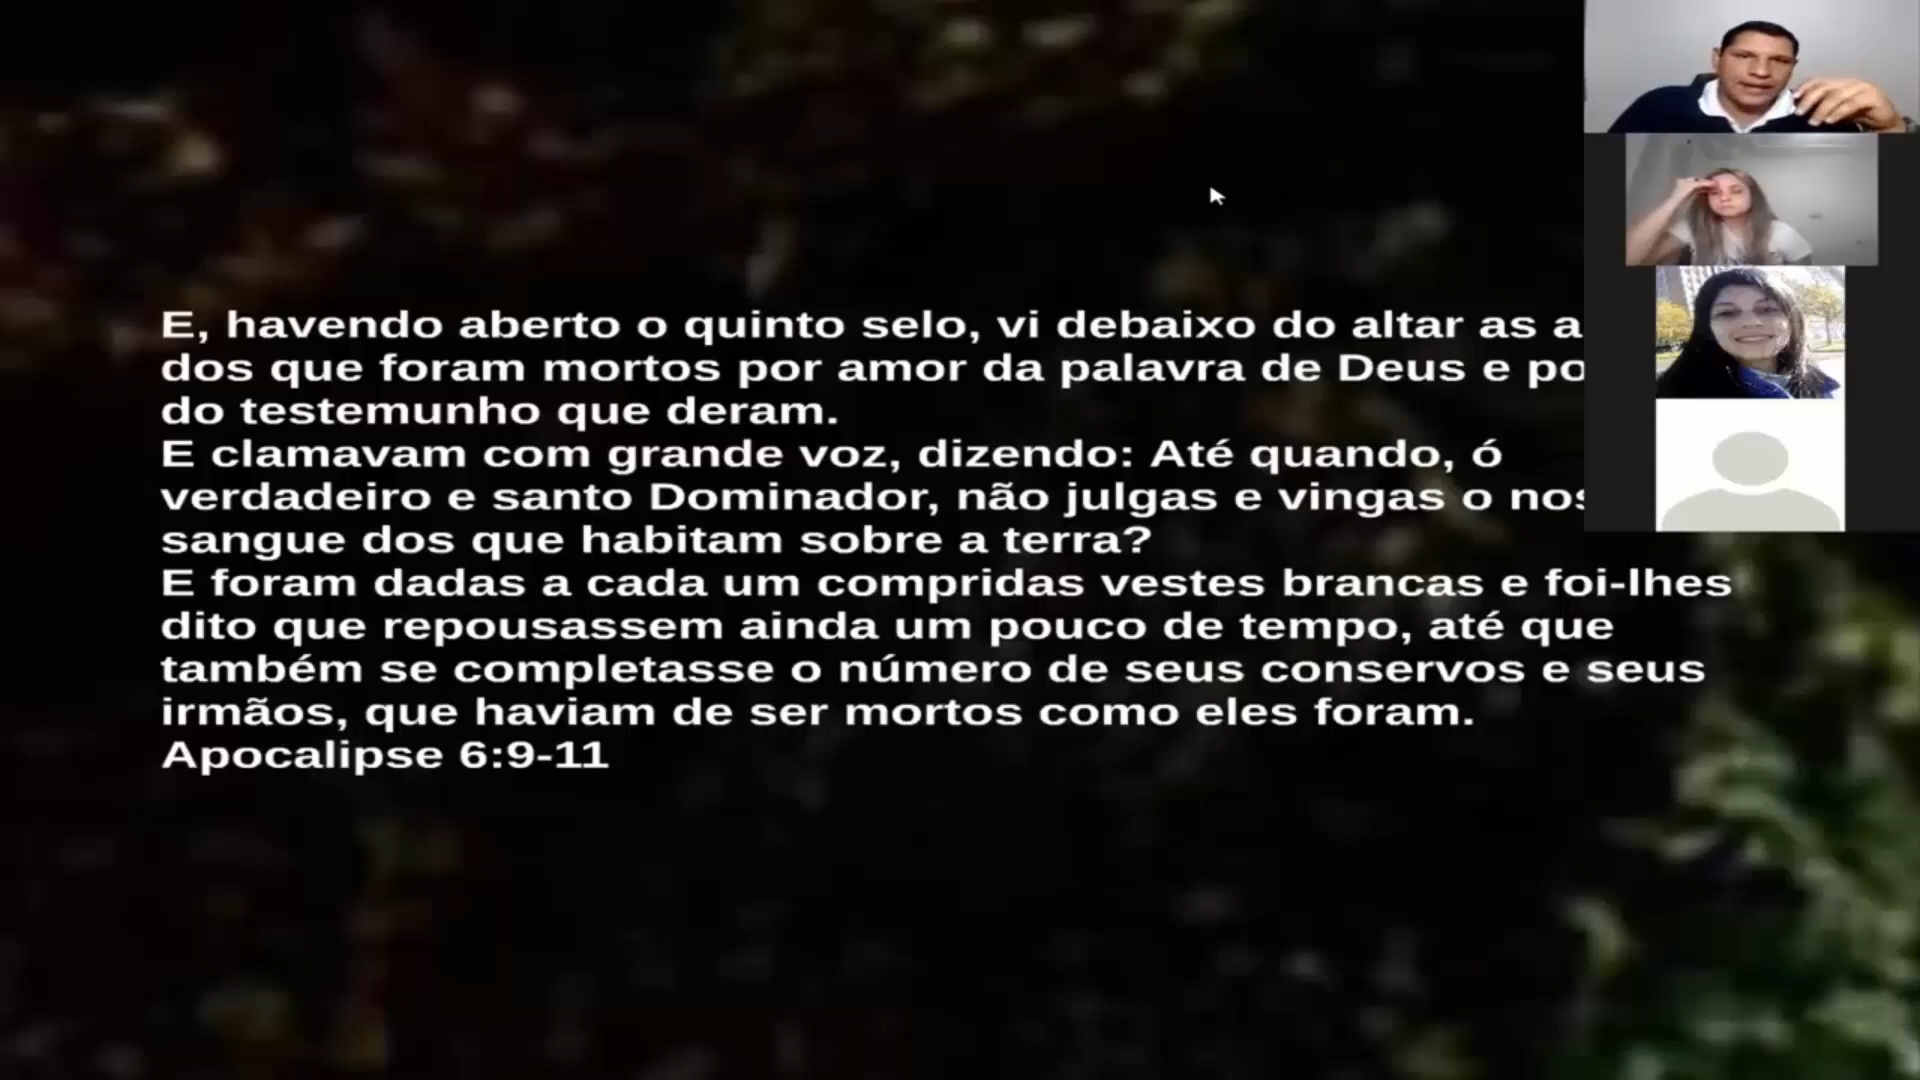 E, havendo aberto o quinto selo, vi debaixo do altar as
dos que foram mortos por amor da palavra de Deus e
do testemunho que deram.
E clamavam com grande voz, dizendo: Até quando, ó
verdadeiro e santo Dominador, não julgas e vingas o
sangue dos que habitam sobre a terra?
E foram dadas a cada um compridas vestes brancas e foi-lhes
dito que repousassem ainda um pouco de tempo, até que
também se completasse o número de seus conservos e seus
irmãos, que haviam de ser mortos como eles foram.
Apocalipse 6:9-11